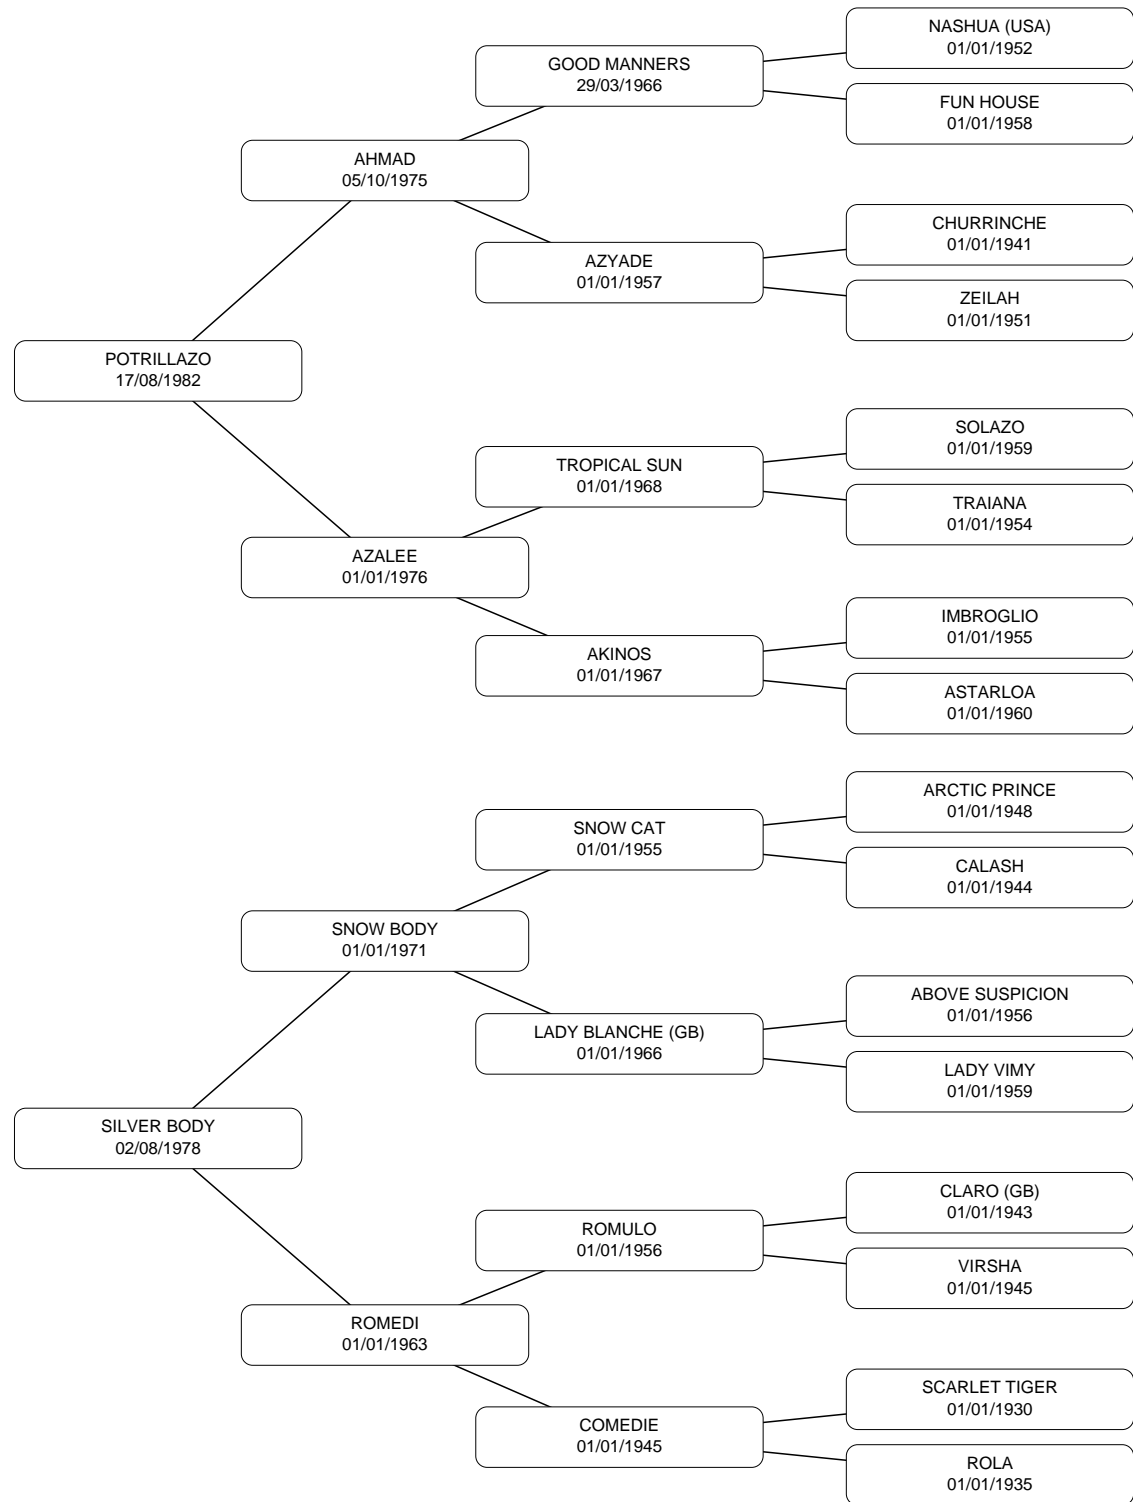 NASHUA (USA)
01/01/1952
GOOD MANNERS
29/03/1966
FUN HOUSE
01/01/1958
AHMAD
05/10/1975
CHURRINCHE
01/01/1941
AZYADE
01/01/1957
ZEILAH
01/01/1951
POTRILLAZO
17/08/1982
SOLAZO
01/01/1959
TROPICAL SUN
01/01/1968
TRAIANA
01/01/1954
AZALEE
01/01/1976
IMBROGLIO
01/01/1955
AKINOS
01/01/1967
ASTARLOA
01/01/1960
ARCTIC PRINCE
01/01/1948
SNOW CAT
01/01/1955
CALASH
01/01/1944
SNOW BODY
01/01/1971
ABOVE SUSPICION
01/01/1956
LADY BLANCHE (GB)
01/01/1966
LADY VIMY
01/01/1959
SILVER BODY
02/08/1978
CLARO (GB)
01/01/1943
ROMULO
01/01/1956
VIRSHA
01/01/1945
ROMEDI
01/01/1963
SCARLET TIGER
01/01/1930
COMEDIE
01/01/1945
ROLA
01/01/1935